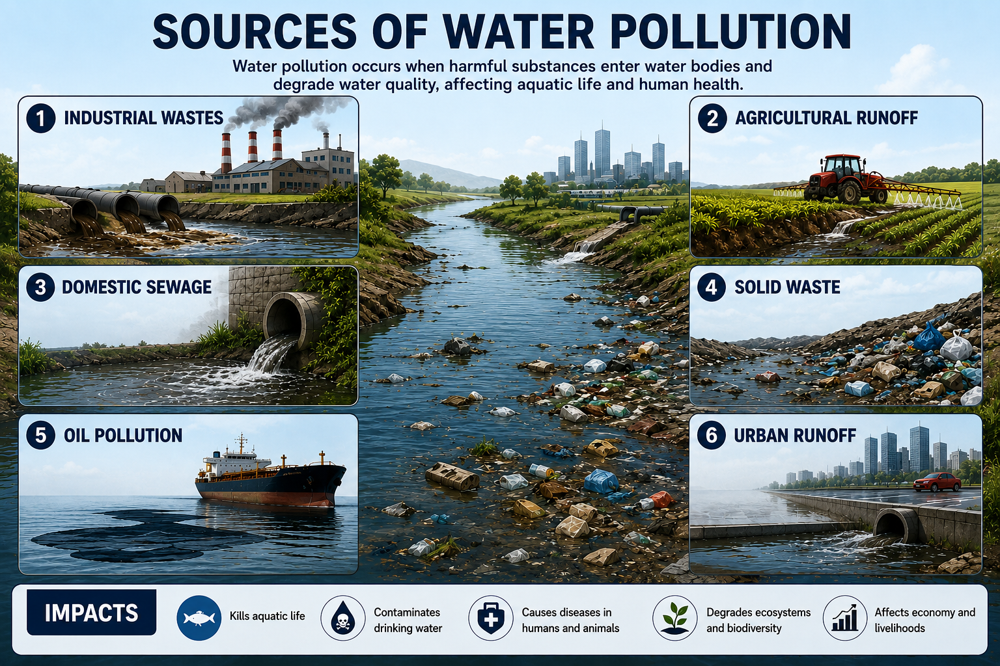 SOURCES OF WATER POLLUTION
Water pollution occurs when harmful substances enter water bodies and
degrade water quality, affecting aquatic life and human health.
1 INDUSTRIAL WASTES
2 AGRICULTURAL RUNOFF
3 DOMESTIC SEWAGE
4 SOLID WASTE
5 OIL POLLUTION
6 URBAN RUNOFF
IMPACTS
Kills aquatic life
Contaminates
drinking water
Causes diseases in
humans and animals
Degrades ecosystems
and biodiversity
Affects economy and
livelihoods